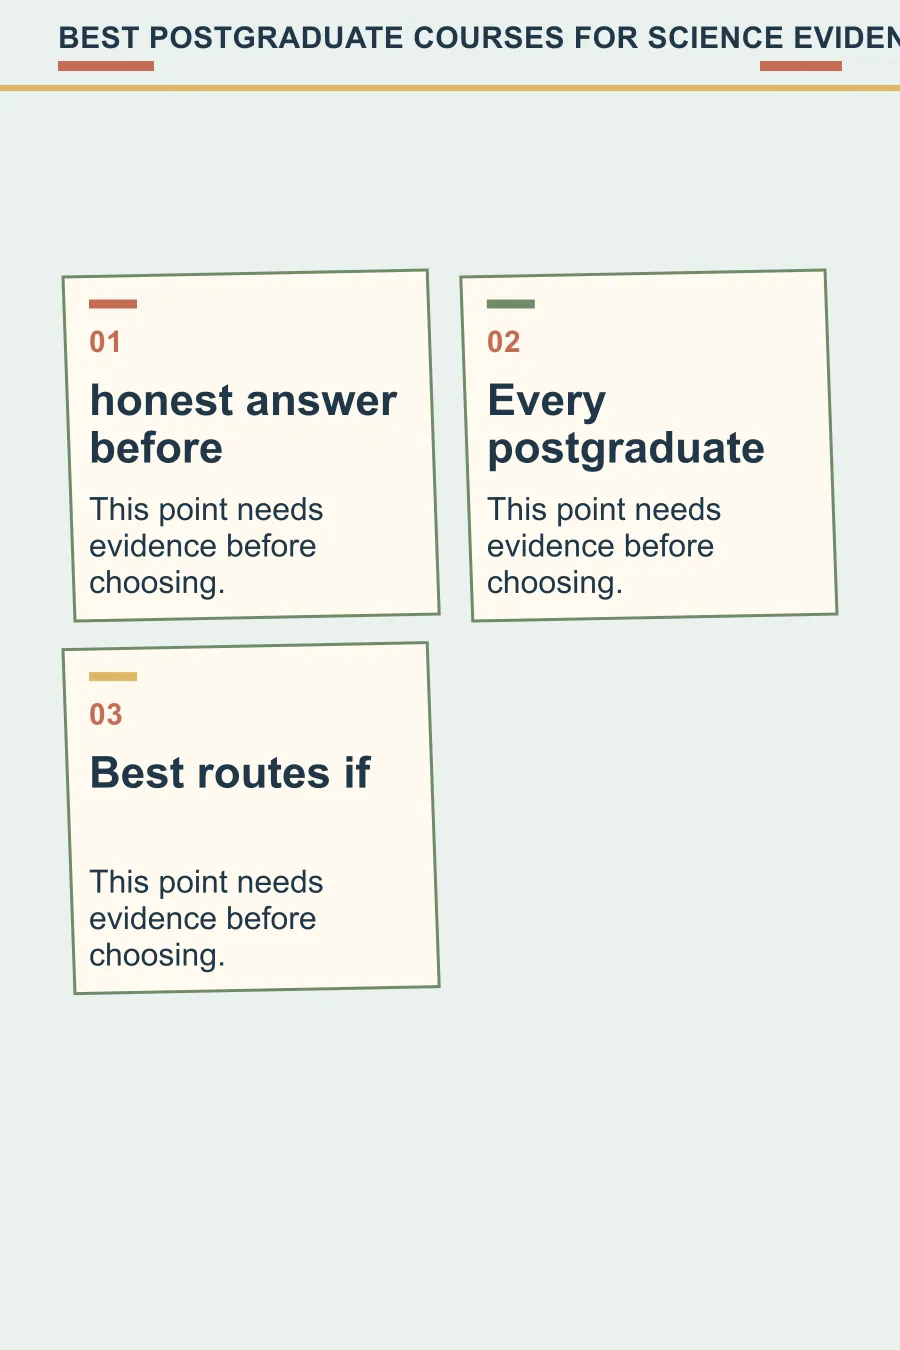 BEST POSTGRADUATE COURSES FOR SCIENCE EVIDEN
01
honest answer
before
This point needs
evidence before
choosing.
02
Every
postgraduate
This point needs
evidence before
choosing.
03
Best routes if
This point needs
evidence before
choosing.